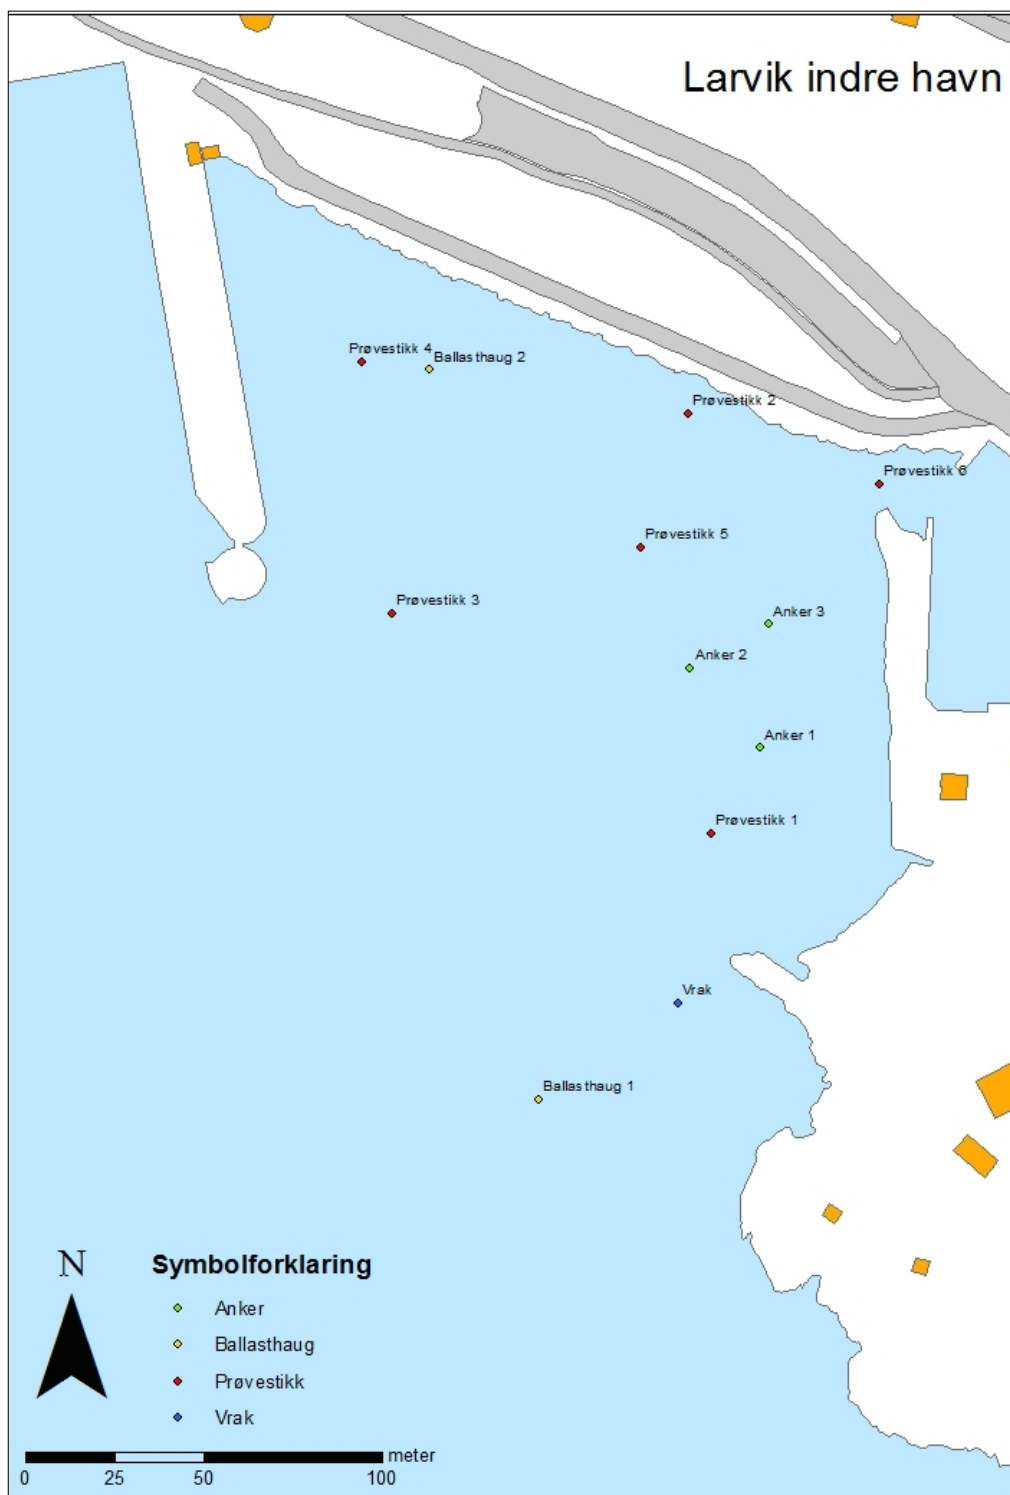 Larvik indre havn
Prøvestikk 4
Ballasthaug 2
Prøvestikk 2
Prøvestikk 6
Prøvestikk 5
Prøvestikk 3
Anker 3
Anker 2
Anker 1
Prøvestikk 1
Vrak
Ballasthaug 1
N
Symbolforklaring
Anker
Ballasthaug
Prøvestikk
Vrak
meter
0 25 50 100